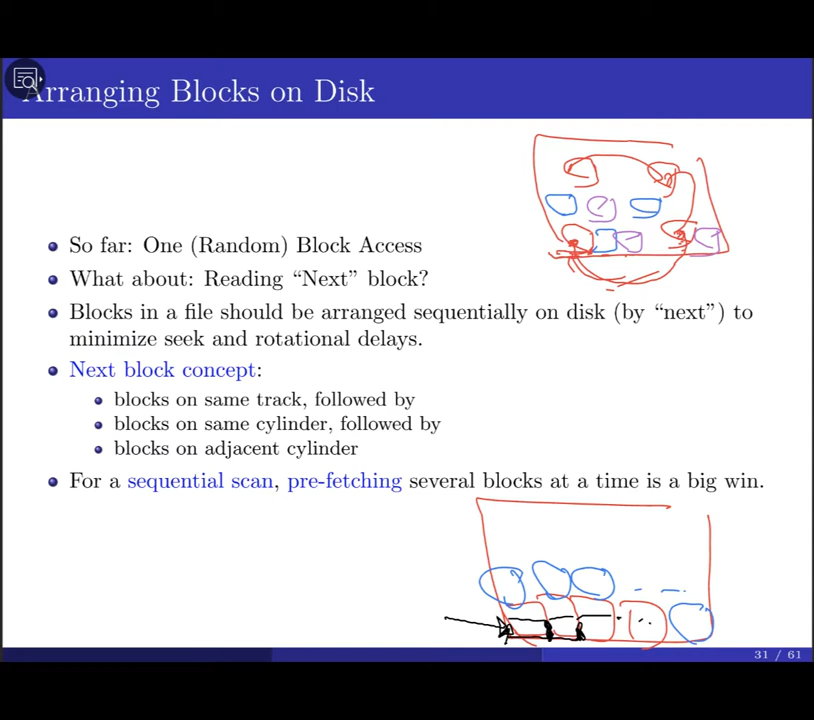 Arranging Blocks on Disk
So far: One (Random) Block Access
What about: Reading “Next” block?
Blocks in a file should be arranged sequentially on disk (by “next”) to
minimize seek and rotational delays.
Next block concept:
blocks on same track, followed by
blocks on same cylinder, followed by
blocks on adjacent cylinder
For a sequential scan, pre-fetching several blocks at a time is a big win.
31 / 61